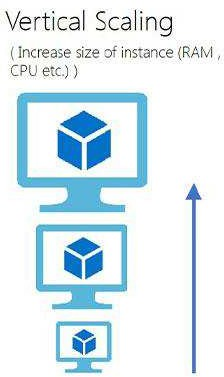 Vertical Scaling
( Increase size of instance (RAM ,
CPU etc.) )